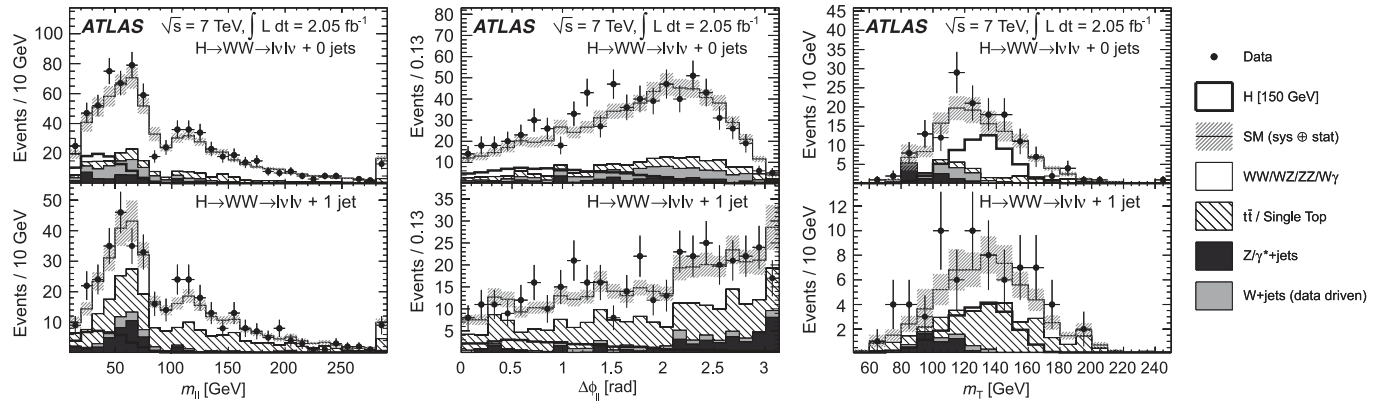 ATLAS √s = 7 TeV, ∫ L dt = 2.05 fb⁻¹
H→WW→lνlν + 0 jets
Events / 10 GeV
100
80
60
40
20
H→WW→lνlν + 1 jet
Events / 10 GeV
50
40
30
20
10
50 100 150 200 250
m_ll [GeV]
ATLAS √s = 7 TeV, ∫ L dt = 2.05 fb⁻¹
H→WW→lνlν + 0 jets
Events / 0.13
80
70
60
50
40
30
20
10
H→WW→lνlν + 1 jet
Events / 0.13
35
30
25
20
15
10
5
0 0.5 1 1.5 2 2.5 3
Δϕ_ll [rad]
ATLAS √s = 7 TeV, ∫ L dt = 2.05 fb⁻¹
H→WW→lνlν + 0 jets
Events / 10 GeV
40
35
30
25
20
15
10
5
H→WW→lνlν + 1 jet
Events / 10 GeV
12
10
8
6
4
2
60 80 100 120 140 160 180 200 220 240
m_T [GeV]
Data
H [150 GeV]
SM (sys ⊕ stat)
WW/WZ/ZZ/Wγ
tt̄ / Single Top
Z/γ*+jets
W+jets (data driven)